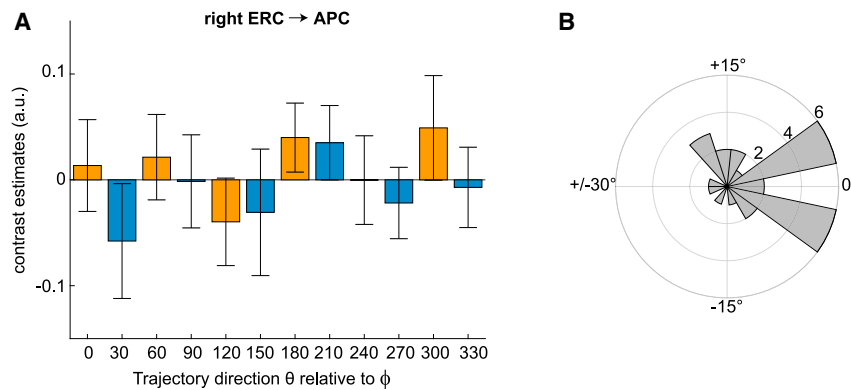 A
right ERC → APC
contrast estimates (a.u.)
0.1
0
-0.1
0 30 60 90 120 150 180 210 240 270 300 330
Trajectory direction θ relative to ϕ
B
+15°
6
4
2
+/-30°
0
-15°